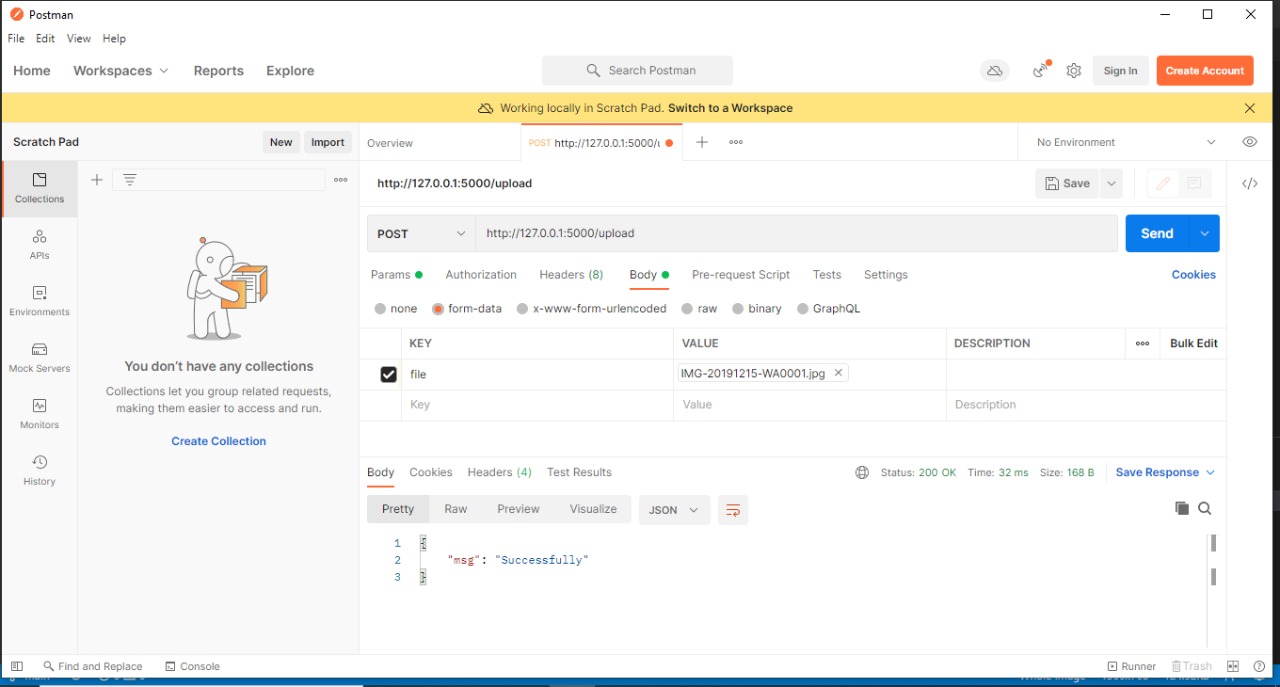 Postman
File Edit View Help
Home Workspaces Reports Explore Search Postman Sign In Create Account
Working locally in Scratch Pad. Switch to a Workspace
Scratch Pad New Import Overview POST http://127.0.0.1:5000/ No Environment
http://127.0.0.1:5000/upload Save
Collections
POST http://127.0.0.1:5000/upload Send
APIs
Params Authorization Headers (8) Body Pre-request Script Tests Settings Cookies
Environments
none form-data x-www-form-urlencoded raw binary GraphQL
KEY VALUE DESCRIPTION Bulk Edit
Mock Servers
You don't have any collections
file IMG-20191215-WA0001.jpg
Collections let you group related requests,
making them easier to access and run.
Key Value Description
Monitors
Create Collection
History
Body Cookies Headers (4) Test Results Status: 200 OK Time: 32 ms Size: 168 B Save Response
Pretty Raw Preview Visualize JSON
1 {
2 "msg": "Successfully"
3 }
Find and Replace Console Runner Trash